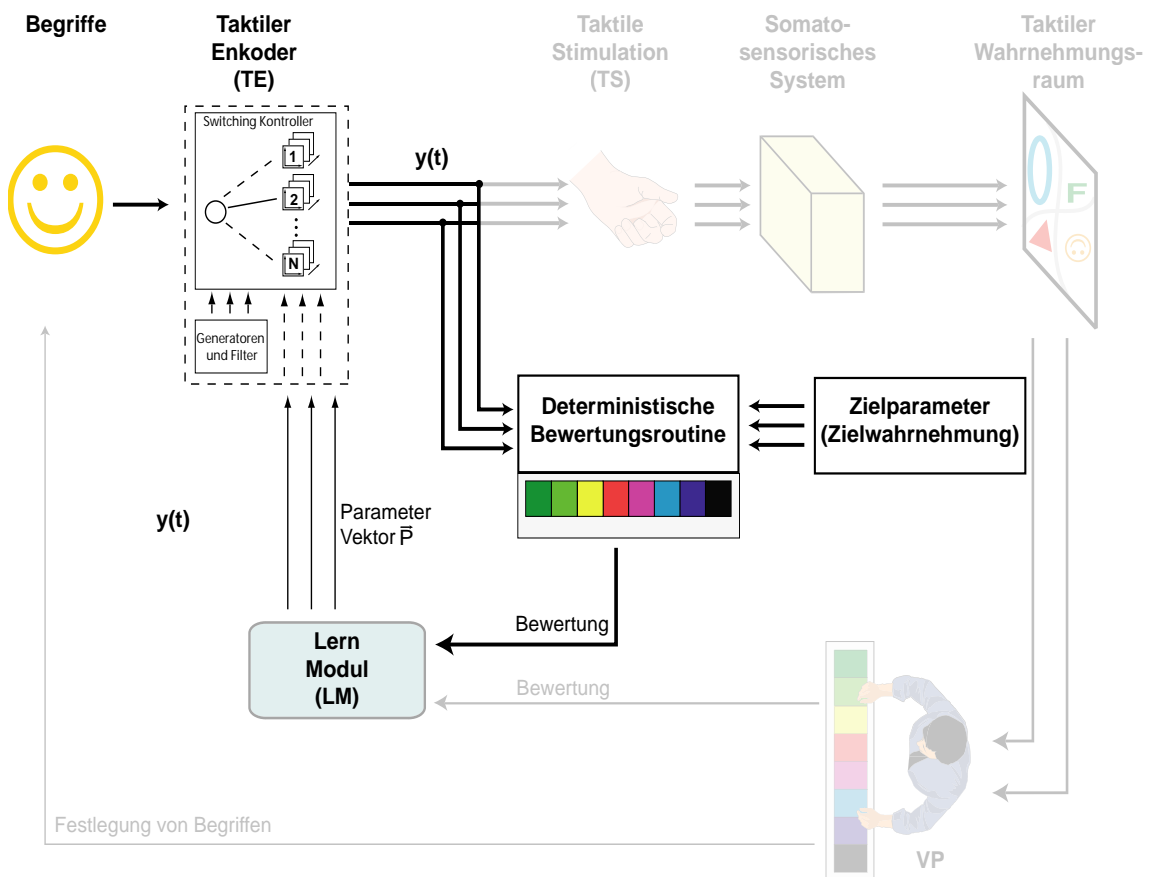 Begriffe
Taktiler
Enkoder
(TE)
Taktile
Stimulation
(TS)
Somato-
sensorisches
System
Taktiler
Wahrnehmungs-
raum
Switching Kontroller
1
2
N
y(t)
F
Generatoren
und Filter
Deterministische
Bewertungsroutine
Zielparameter
(Zielwahrnehmung)
y(t)
Parameter
Vektor P⃗
Bewertung
Lern
Modul
(LM)
Bewertung
Festlegung von Begriffen
VP